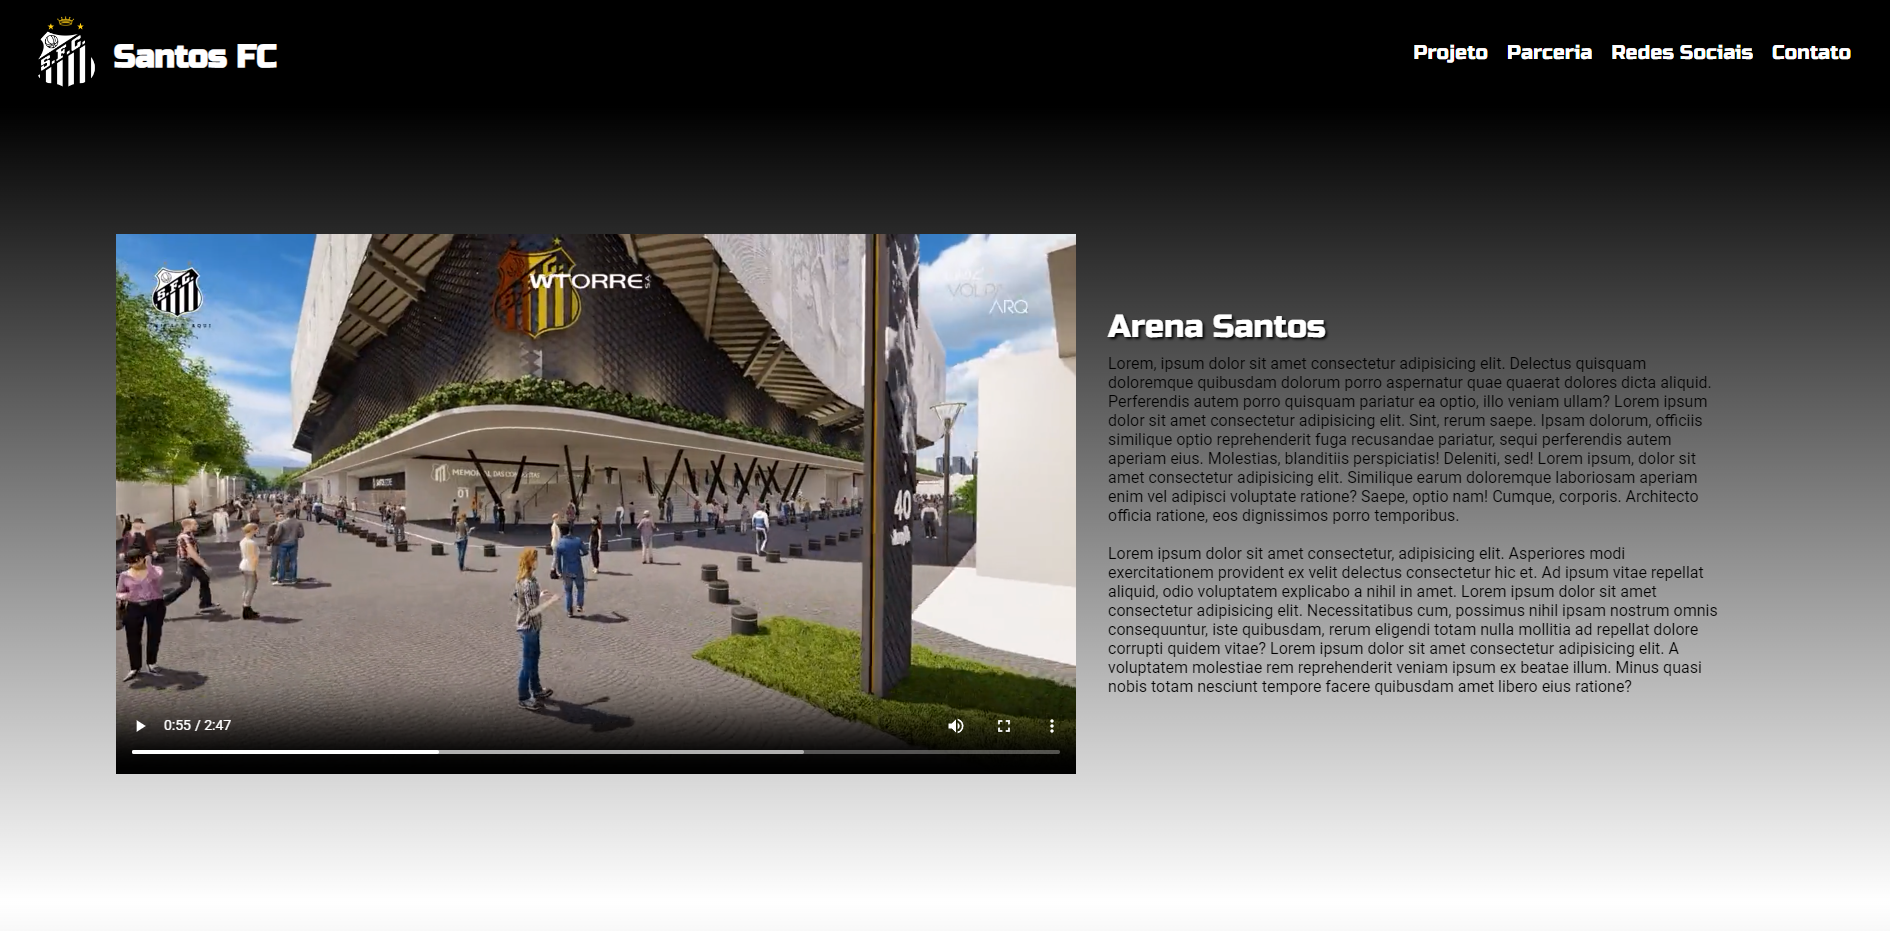 Santos FC
Projeto Parceria Redes Sociais Contato
WTORRE
VOLPE
ARQ
MEMORIAL DAS CONQUISTAS
01
40
Arena Santos
Lorem, ipsum dolor sit amet consectetur adipisicing elit. Delectus quisquam
doloremque quibusdam dolorum porro aspernatur quae quaerat dolores dicta aliquid.
Perferendis autem porro quisquam pariatur ea optio, illo veniam ullam? Lorem ipsum
dolor sit amet consectetur adipisicing elit. Sint, rerum saepe. Ipsam dolorum, officiis
similique optio reprehenderit fuga recusandae pariatur, sequi perferendis autem
aperiam eius. Molestias, blanditiis perspiciatis! Deleniti, sed! Lorem ipsum, dolor sit
amet consectetur adipisicing elit. Similique earum doloremque laboriosam aperiam
enim vel adipisci voluptate ratione? Saepe, optio nam! Cumque, corporis. Architecto
officia ratione, eos dignissimos porro temporibus.
Lorem ipsum dolor sit amet consectetur, adipisicing elit. Asperiores modi
exercitationem provident ex velit delectus consectetur hic et. Ad ipsum vitae repellat
aliquid, odio voluptatem explicabo a nihil in amet. Lorem ipsum dolor sit amet
consectetur adipisicing elit. Necessitatibus cum, possimus nihil ipsam nostrum omnis
consequuntur, iste quibusdam, rerum eligendi totam nulla mollitia ad repellat dolore
corrupti quidem vitae? Lorem ipsum dolor sit amet consectetur adipisicing elit. A
voluptatem molestiae rem reprehenderit veniam ipsum ex beatae illum. Minus quasi
nobis totam nesciunt tempore facere quibusdam amet libero eius ratione?
0:55 / 2:47